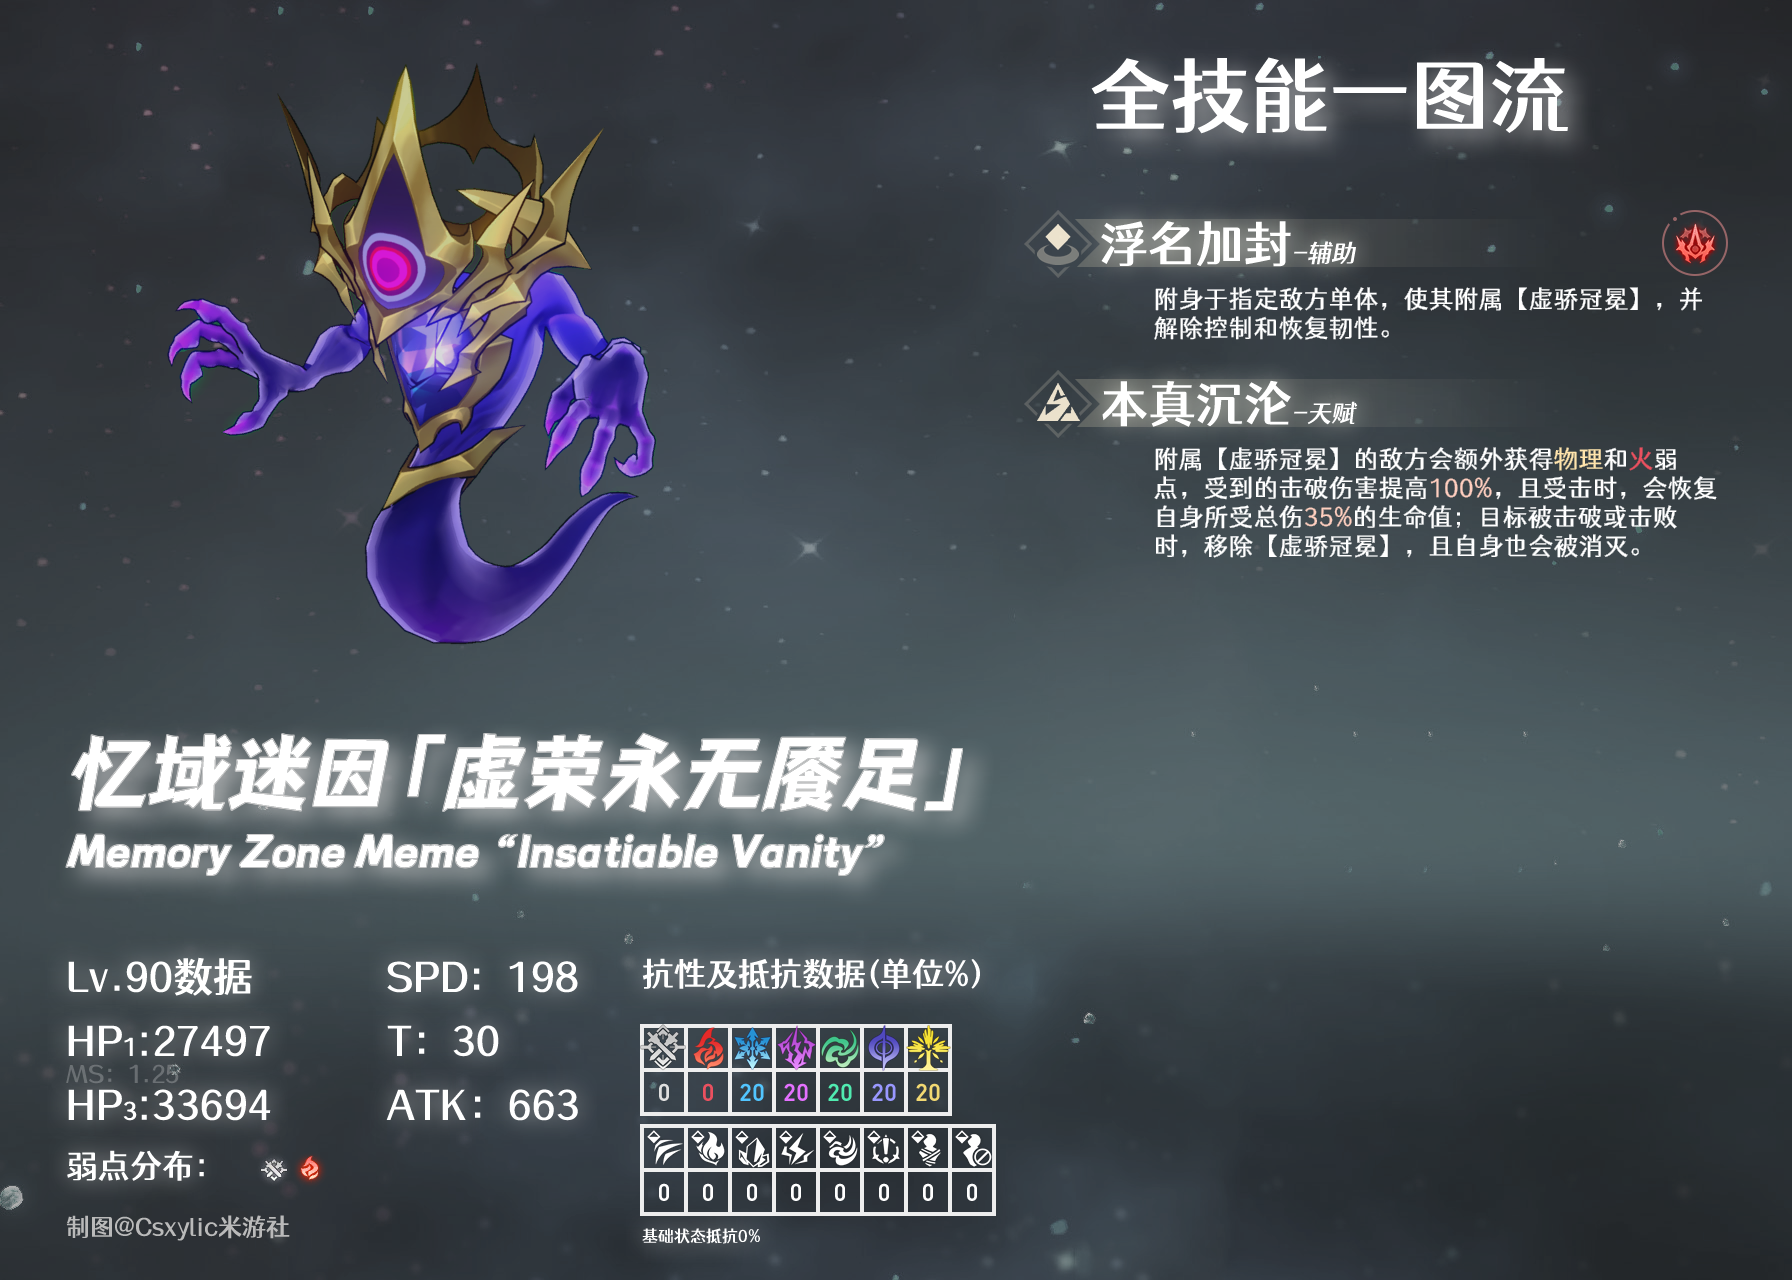 全技能一图流
浮名加封-辅助
附身于指定敌方单体，使其附属【虚骄冠冕】，并
解除控制和恢复韧性。
本真沉沦-天赋
附属【虚骄冠冕】的敌方会额外获得物理和火弱
点，受到的击破伤害提高100%，且受击时，会恢复
自身所受总伤35%的生命值；目标被击破或击败
时，移除【虚骄冠冕】，且自身也会被消灭。
忆域迷因「虚荣永无餍足」
Memory Zone Meme “Insatiable Vanity”
Lv.90数据
SPD：198
HP1:27497
T：30
MS：1.25
HP3:33694
ATK：663
弱点分布：
制图@Csxylic米游社
抗性及抵抗数据(单位%)
0 0 20 20 20 20 20
0 0 0 0 0 0 0 0
基础状态抵抗0%